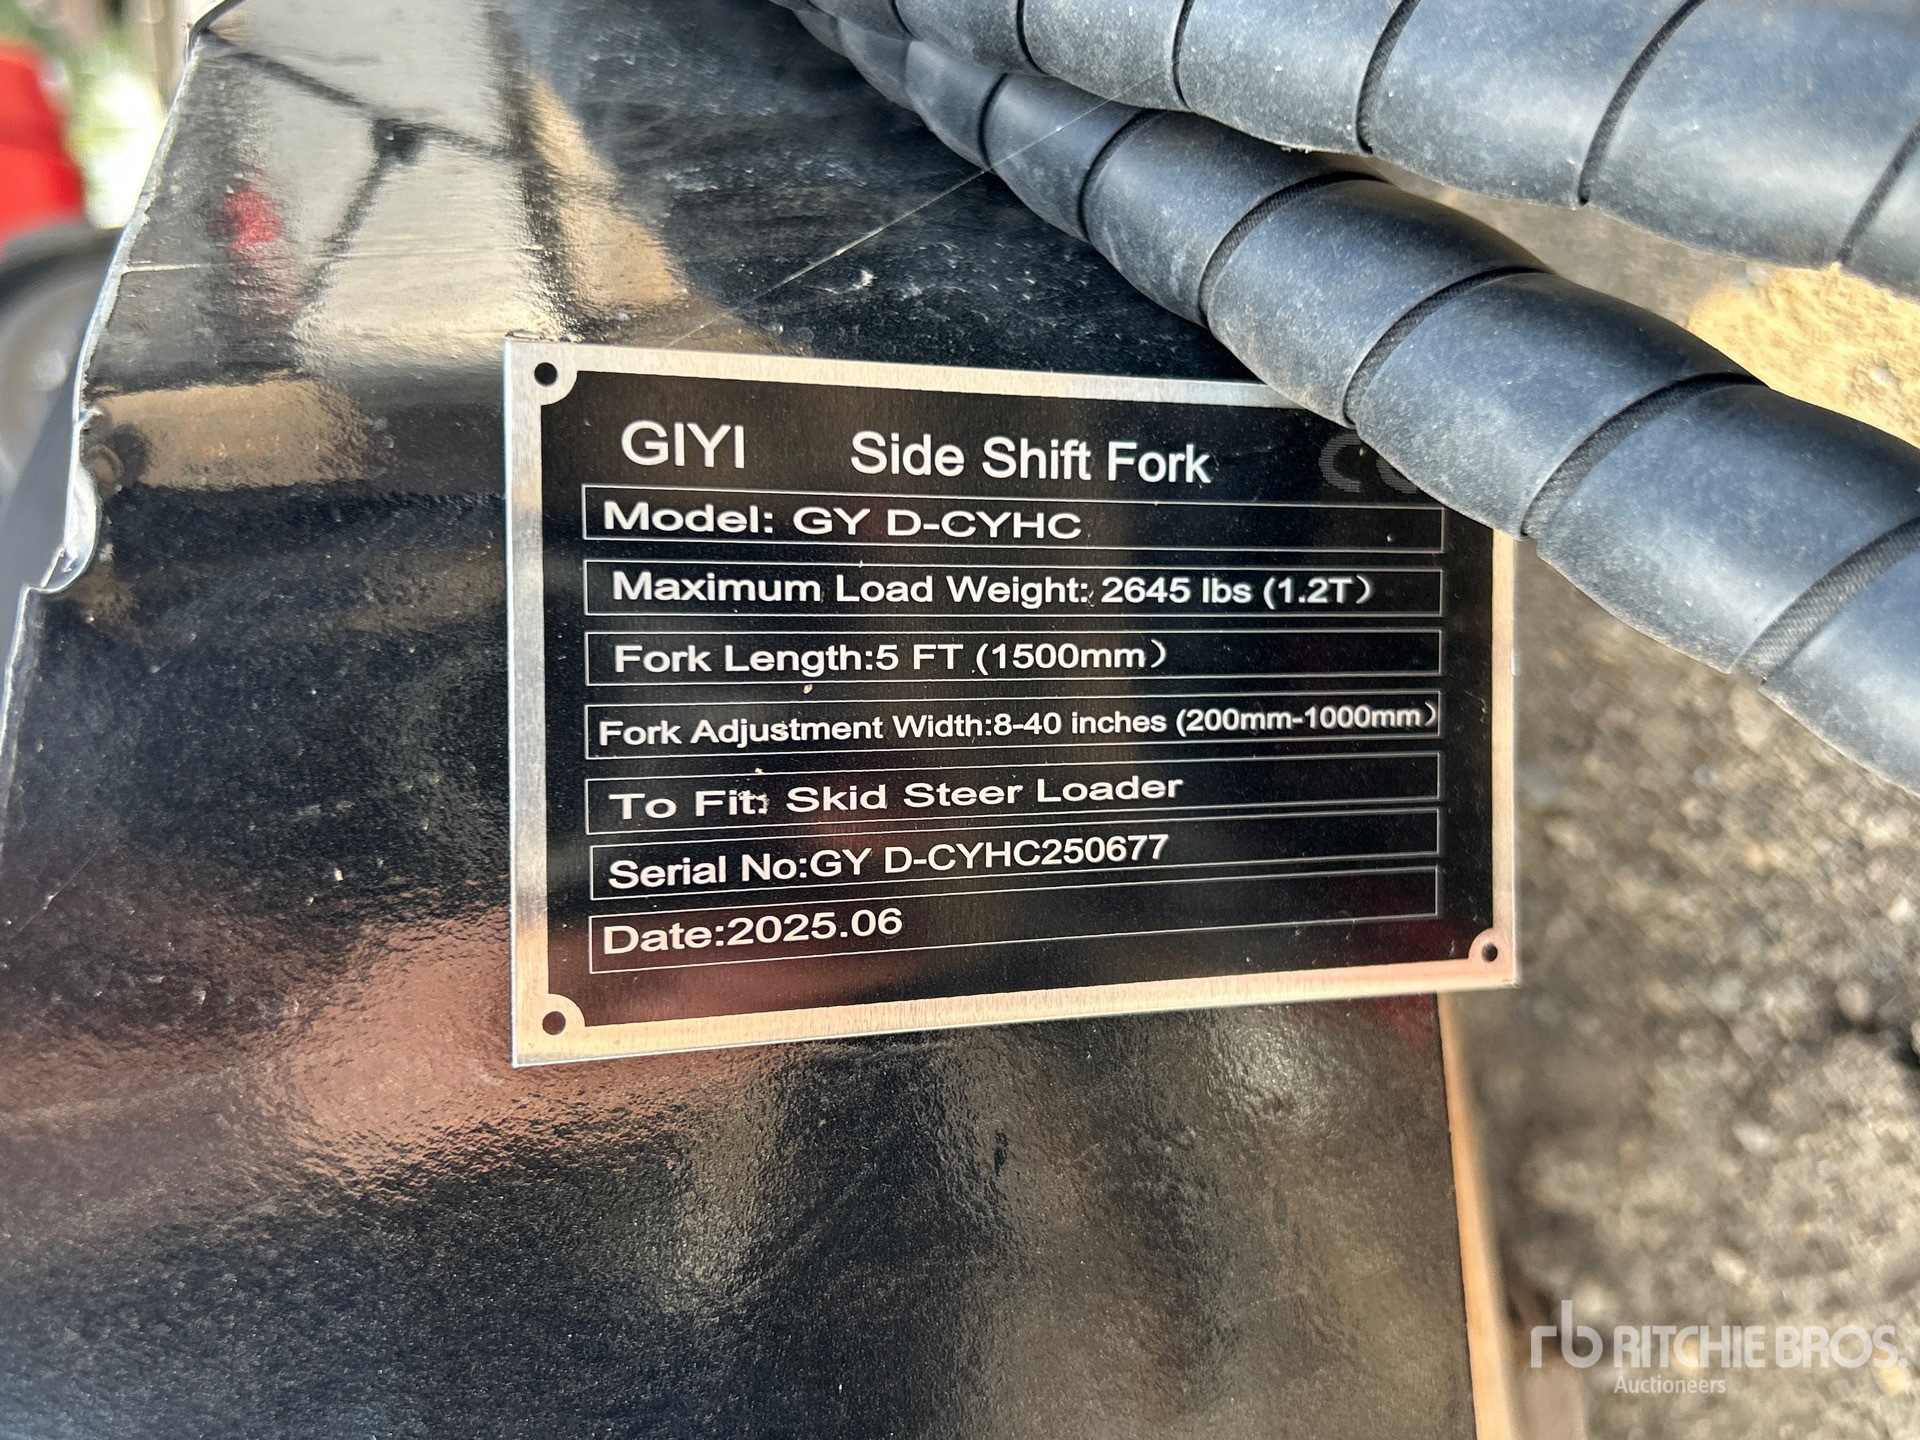 GIYI Side Shift Fork
Model: GY D-CYHC
Maximum Load Weight: 2645 lbs (1.2T)
Fork Length:5 FT (1500mm)
Fork Adjustment Width:8-40 inches (200mm-1000mm)
To Fit: Skid Steer Loader
Serial No:GY D-CYHC250677
Date:2025.06
rb RITCHIE BROS.
Auctioneers